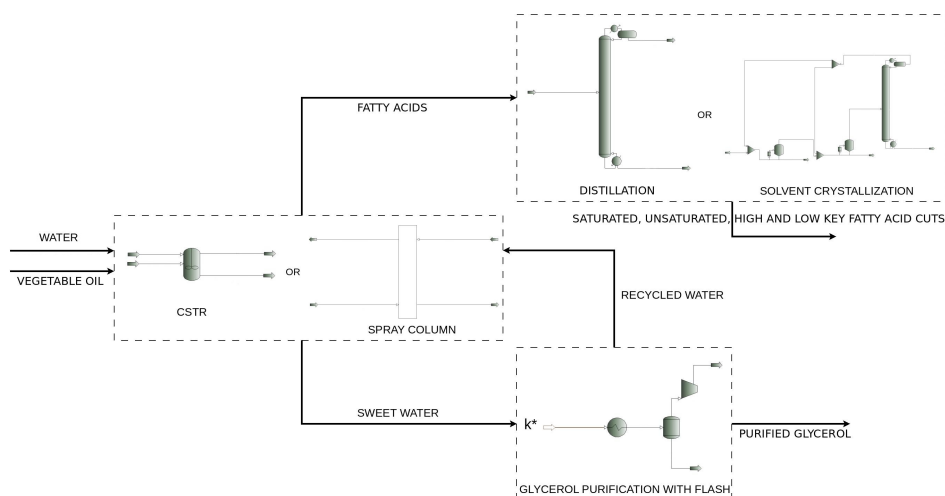 FATTY ACIDS
OR
DISTILLATION
SOLVENT CRYSTALLIZATION
SATURATED, UNSATURATED, HIGH AND LOW KEY FATTY ACID CUTS
WATER
VEGETABLE OIL
OR
CSTR
SPRAY COLUMN
RECYCLED WATER
SWEET WATER
k*
PURIFIED GLYCEROL
GLYCEROL PURIFICATION WITH FLASH